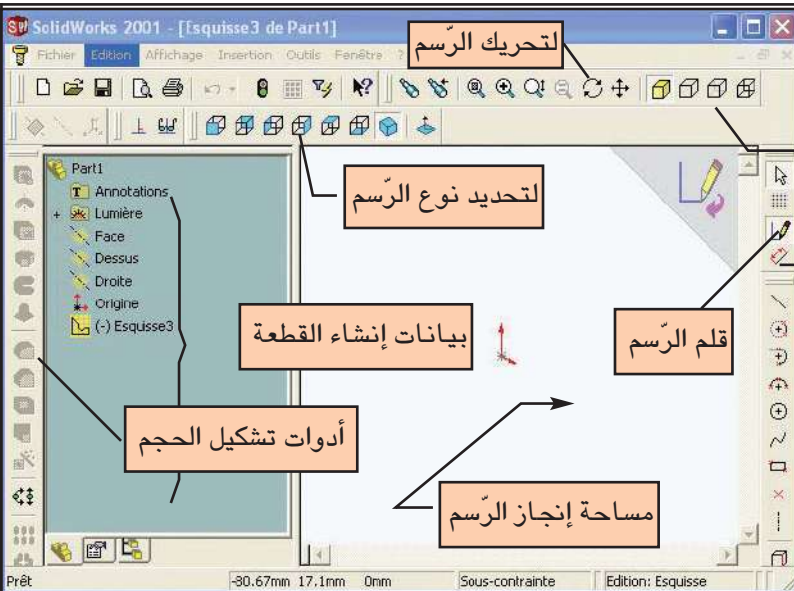 SolidWorks 2001 - [Esquisse3 de Part1]
Fichier Edition Affichage Insertion Outils Fenêtre ?
لتحريك الرّسم
Part1
Annotations
Lumière
Face
Dessus
Droite
Origine
(-) Esquisse3
لتحديد نوع الرّسم
بيانات إنشاء القطعة
قلم الرّسم
أدوات تشكيل الحجم
مساحة إنجاز الرّسم
Prêt -30.67mm 17.1mm 0mm Sous-contrainte Edition: Esquisse